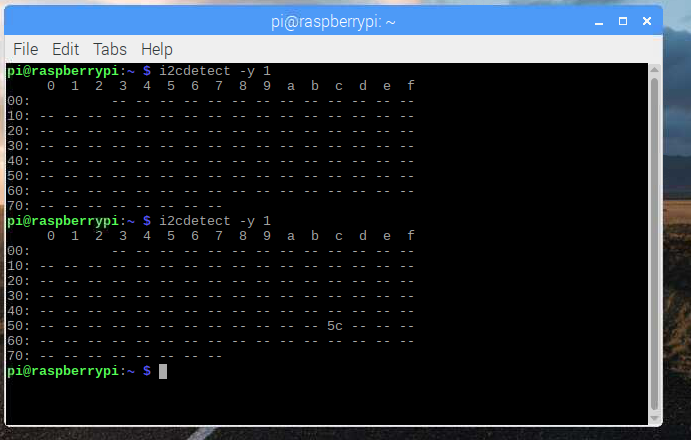 pi@raspberrypi: ~
File Edit Tabs Help
pi@raspberrypi:~ $ i2cdetect -y 1
     0  1  2  3  4  5  6  7  8  9  a  b  c  d  e  f
00:          -- -- -- -- -- -- -- -- -- -- -- -- --
10: -- -- -- -- -- -- -- -- -- -- -- -- -- -- -- --
20: -- -- -- -- -- -- -- -- -- -- -- -- -- -- -- --
30: -- -- -- -- -- -- -- -- -- -- -- -- -- -- -- --
40: -- -- -- -- -- -- -- -- -- -- -- -- -- -- -- --
50: -- -- -- -- -- -- -- -- -- -- -- -- -- -- -- --
60: -- -- -- -- -- -- -- -- -- -- -- -- -- -- -- --
70: -- -- -- -- -- -- -- --
pi@raspberrypi:~ $ i2cdetect -y 1
     0  1  2  3  4  5  6  7  8  9  a  b  c  d  e  f
00:          -- -- -- -- -- -- -- -- -- -- -- -- --
10: -- -- -- -- -- -- -- -- -- -- -- -- -- -- -- --
20: -- -- -- -- -- -- -- -- -- -- -- -- -- -- -- --
30: -- -- -- -- -- -- -- -- -- -- -- -- -- -- -- --
40: -- -- -- -- -- -- -- -- -- -- -- -- -- -- -- --
50: -- -- -- -- -- -- -- -- -- -- -- -- 5c -- -- --
60: -- -- -- -- -- -- -- -- -- -- -- -- -- -- -- --
70: -- -- -- -- -- -- -- --
pi@raspberrypi:~ $